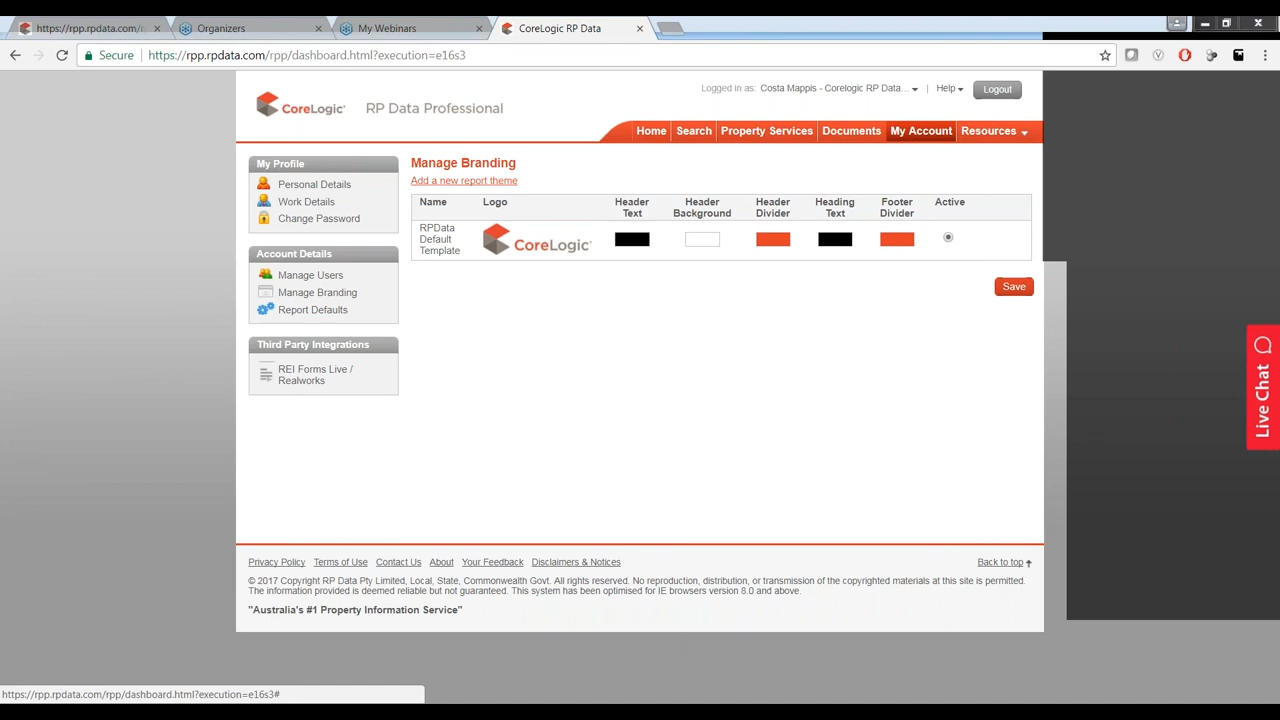 https://rpp.rpdata.com/r
Organizers
My Webinars
CoreLogic RP Data
Secure
https://rpp.rpdata.com/rpp/dashboard.html?execution=e16s3
CoreLogic
RP Data Professional
Logged in as: Costa Mappis - Corelogic RP Data...
Help
Logout
Home
Search
Property Services
Documents
My Account
Resources
My Profile
Personal Details
Work Details
Change Password
Account Details
Manage Users
Manage Branding
Report Defaults
Third Party Integrations
REI Forms Live /
Realworks
Manage Branding
Add a new report theme
Name
Logo
Header
Text
Header
Background
Header
Divider
Heading
Text
Footer
Divider
Active
RPData
Default
Template
CoreLogic
Save
Live Chat
Privacy Policy
Terms of Use
Contact Us
About
Your Feedback
Disclaimers & Notices
Back to top
© 2017 Copyright RP Data Pty Limited, Local, State, Commonwealth Govt. All rights reserved. No reproduction, distribution, or transmission of the copyrighted materials at this site is permitted.
The information provided is deemed reliable but not guaranteed. This system has been optimised for IE browsers version 8.0 and above.
"Australia's #1 Property Information Service"
https://rpp.rpdata.com/rpp/dashboard.html?execution=e16s3#